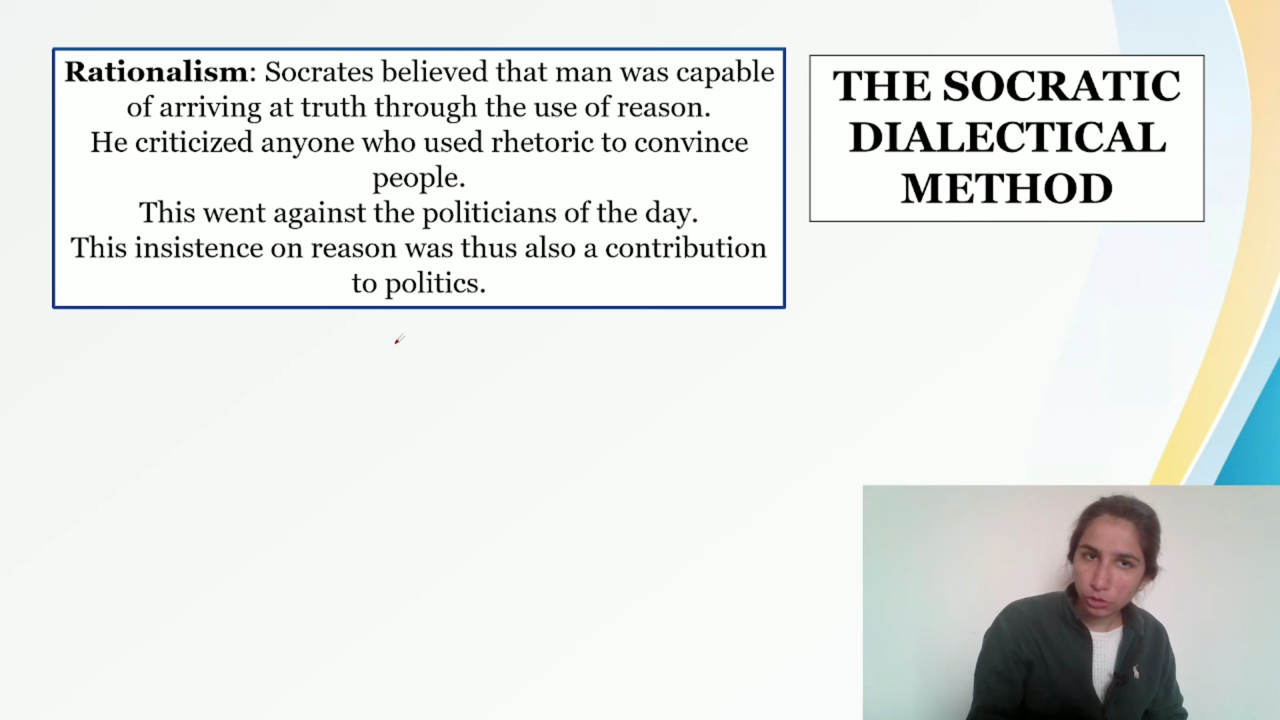 Rationalism: Socrates believed that man was capable
of arriving at truth through the use of reason.
He criticized anyone who used rhetoric to convince
people.
This went against the politicians of the day.
This insistence on reason was thus also a contribution
to politics.
THE SOCRATIC
DIALECTICAL
METHOD